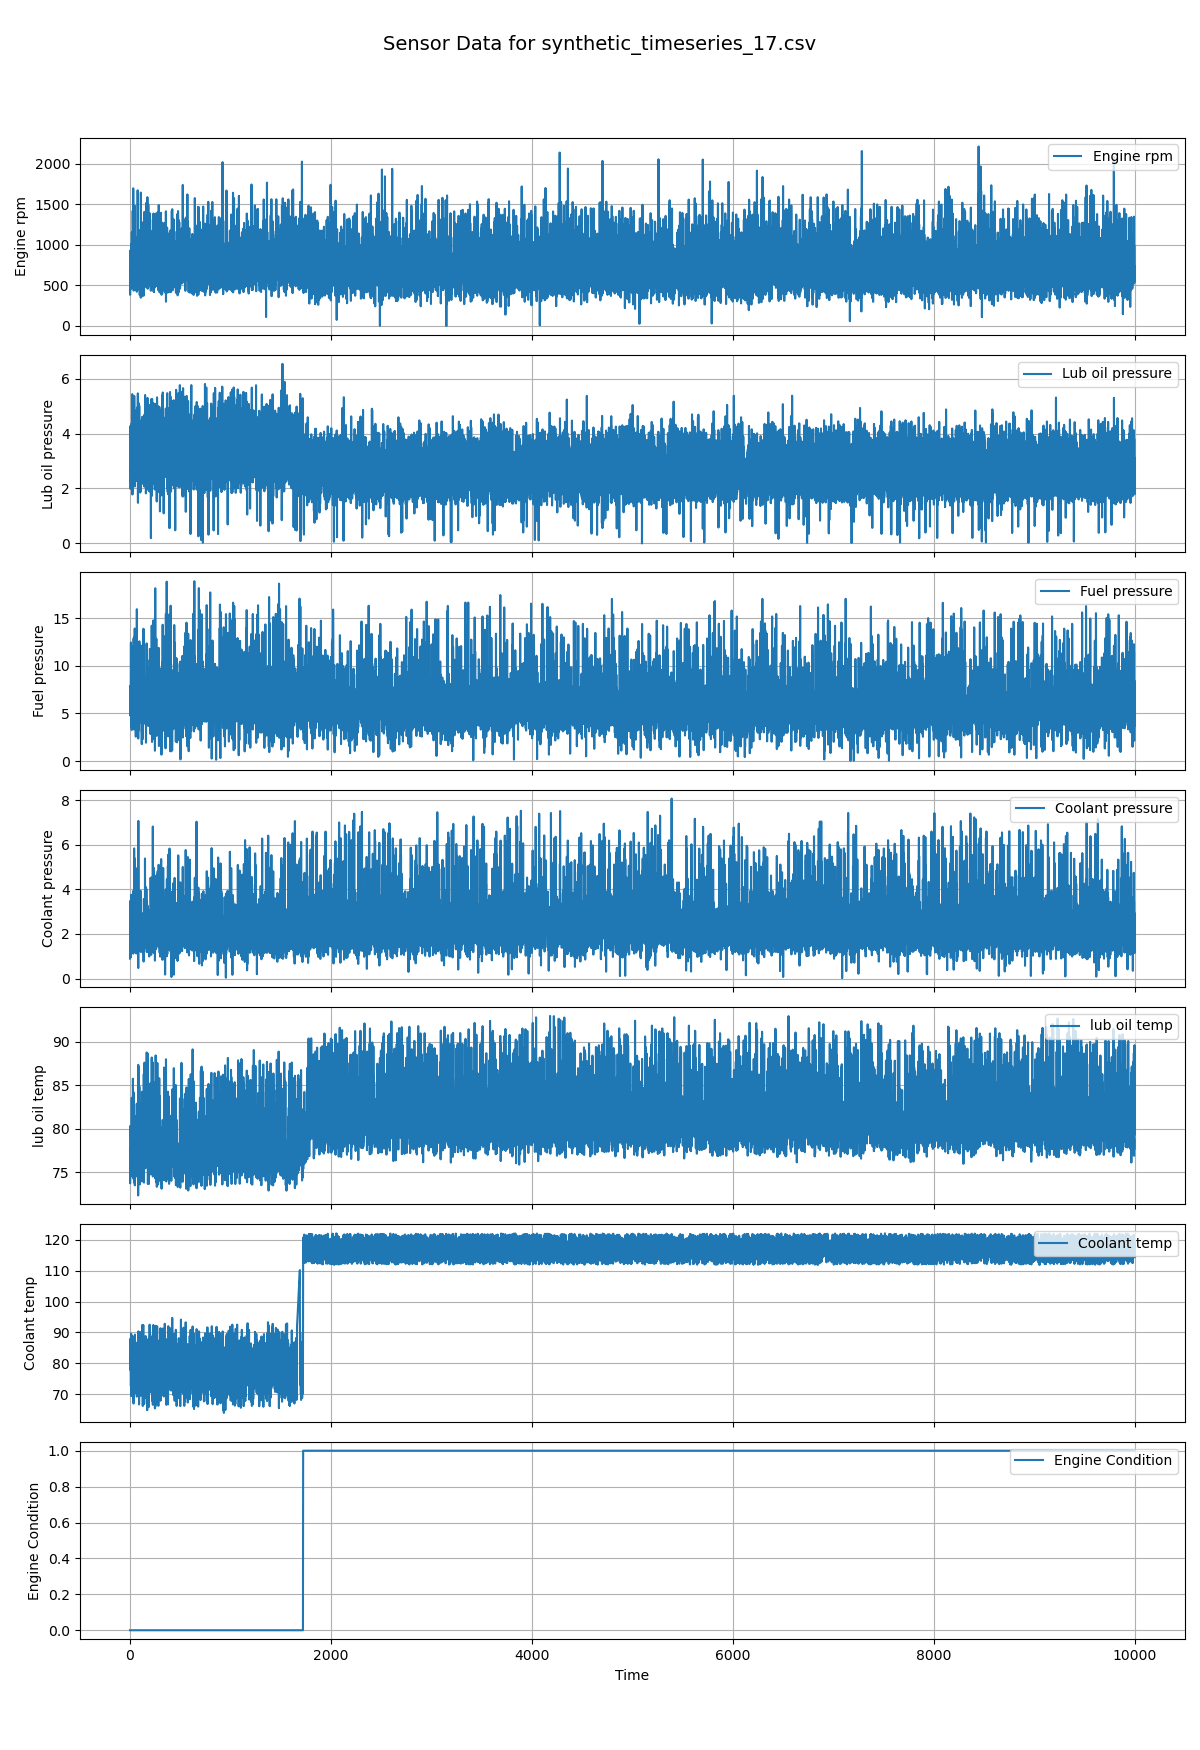 Sensor Data for synthetic_timeseries_17.csv
Engine rpm
2000
1500
1000
500
0
Engine rpm
Lub oil pressure
6
4
2
0
Lub oil pressure
Fuel pressure
15
10
5
0
Fuel pressure
Coolant pressure
8
6
4
2
0
Coolant pressure
lub oil temp
90
85
80
75
lub oil temp
Coolant temp
120
110
100
90
80
70
Coolant temp
Engine Condition
1.0
0.8
0.6
0.4
0.2
0.0
Engine Condition
0 2000 4000 6000 8000 10000
Time